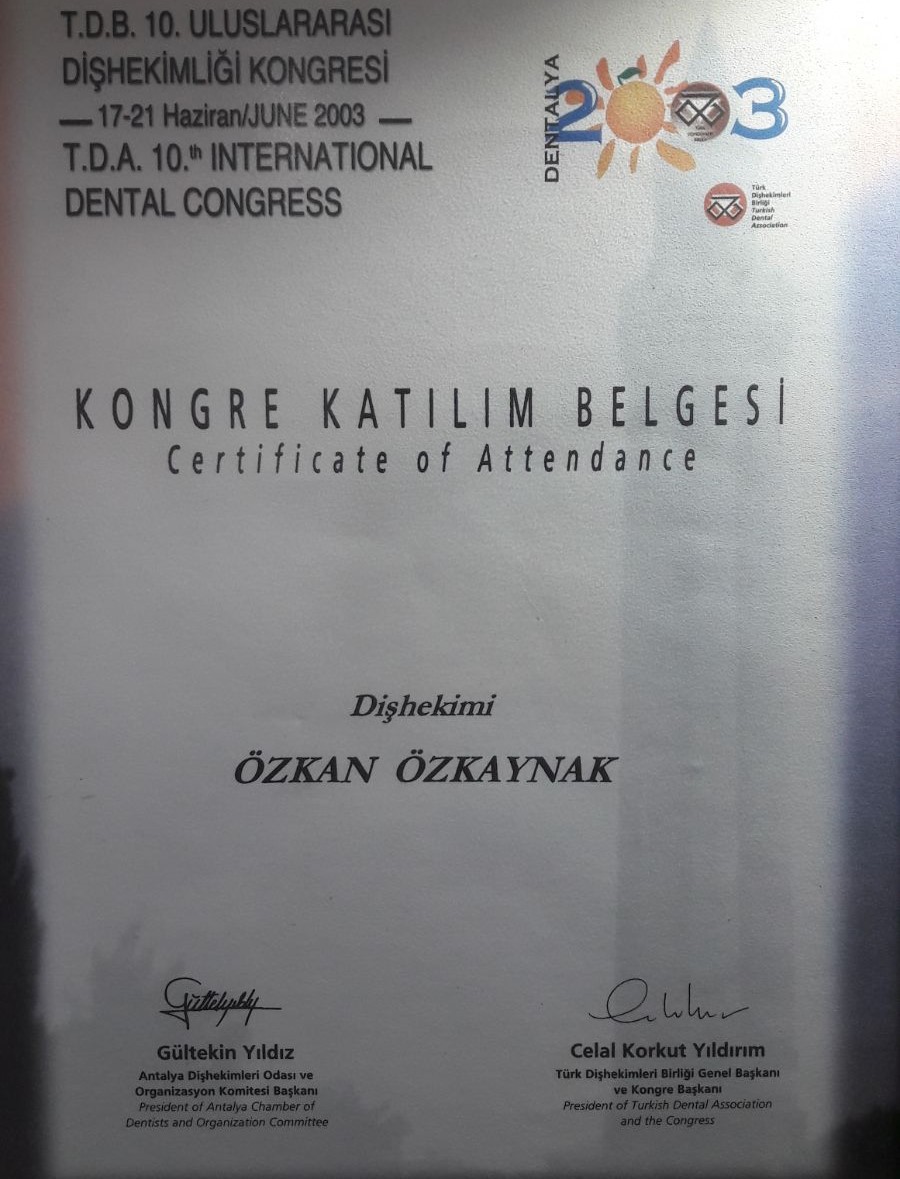 T.D.B. 10. ULUSLARARASI
DİŞHEKİMLİĞİ KONGRESİ
17-21 Haziran/JUNE 2003
T.D.A. 10.th INTERNATIONAL
DENTAL CONGRESS
DENTALYA
2003
Türk
Dişhekimleri
Birliği
Turkish
Dental
Association
KONGRE KATILIM BELGESİ
Certificate of Attendance
Dişhekimi
ÖZKAN ÖZKAYNAK
Gültekin Yıldız
Antalya Dişhekimleri Odası ve
Organizasyon Komitesi Başkanı
President of Antalya Chamber of
Dentists and Organization Committee
Celal Korkut Yıldırım
Türk Dişhekimleri Birliği Genel Başkanı
ve Kongre Başkanı
President of Turkish Dental Association
and the Congress